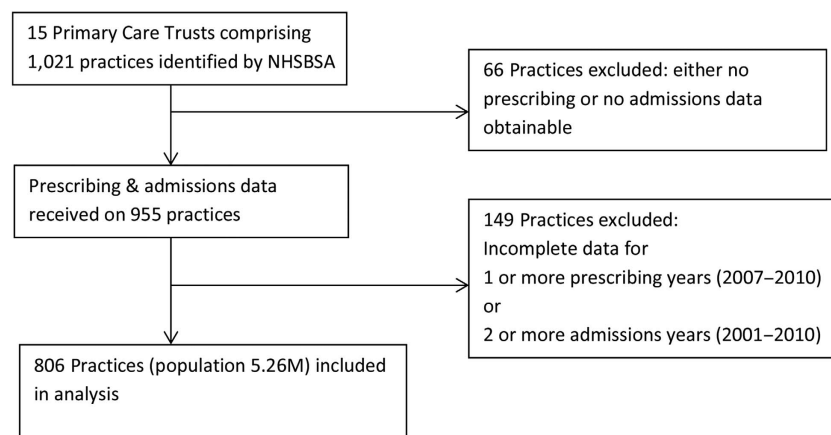 15 Primary Care Trusts comprising
1,021 practices identified by NHSBSA
66 Practices excluded: either no
prescribing or no admissions data
obtainable
Prescribing & admissions data
received on 955 practices
149 Practices excluded:
Incomplete data for
1 or more prescribing years (2007–2010)
or
2 or more admissions years (2001–2010)
806 Practices (population 5.26M) included
in analysis